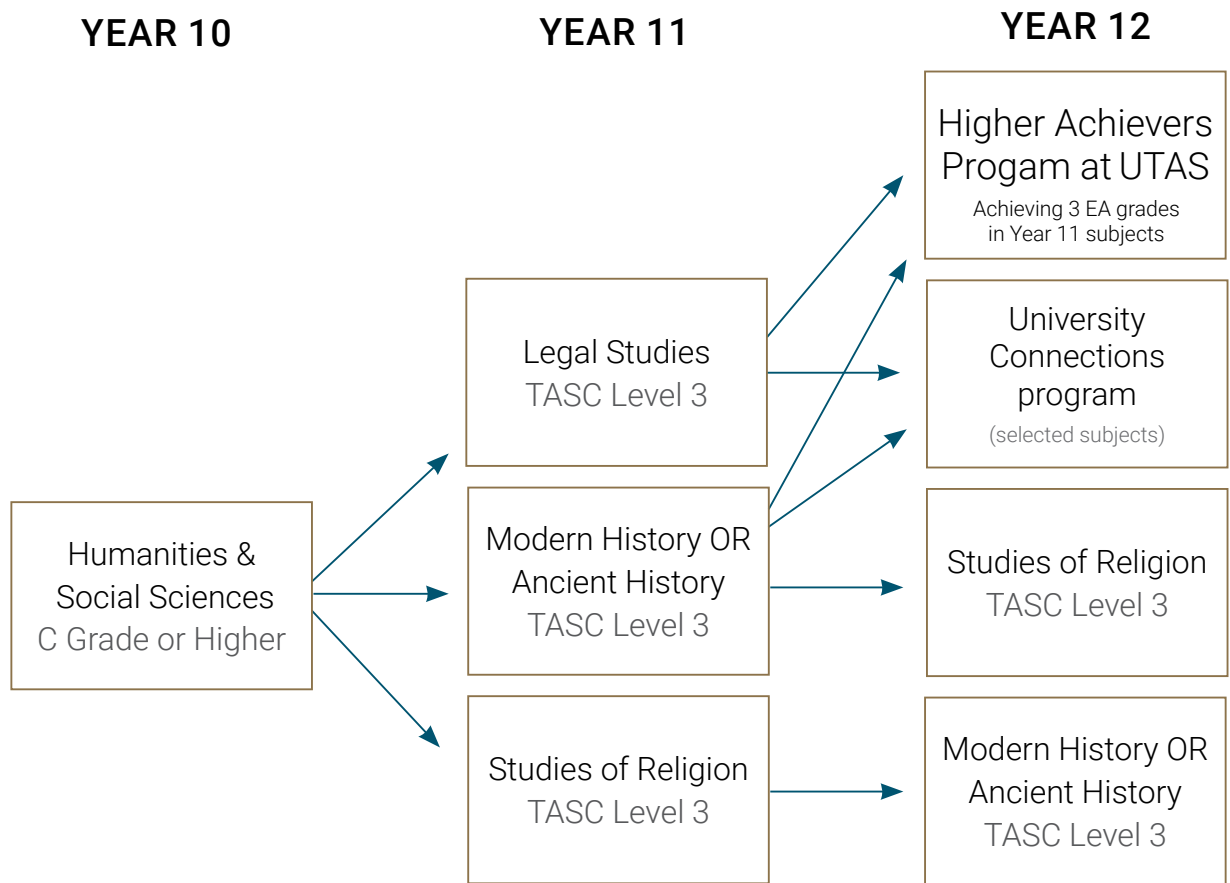 YEAR 10
YEAR 11
YEAR 12
Humanities &
Social Sciences
C Grade or Higher
Legal Studies
TASC Level 3
Modern History OR
Ancient History
TASC Level 3
Studies of Religion
TASC Level 3
Higher Achievers
Progam at UTAS
Achieving 3 EA grades
in Year 11 subjects
University
Connections
program
(selected subjects)
Studies of Religion
TASC Level 3
Modern History OR
Ancient History
TASC Level 3